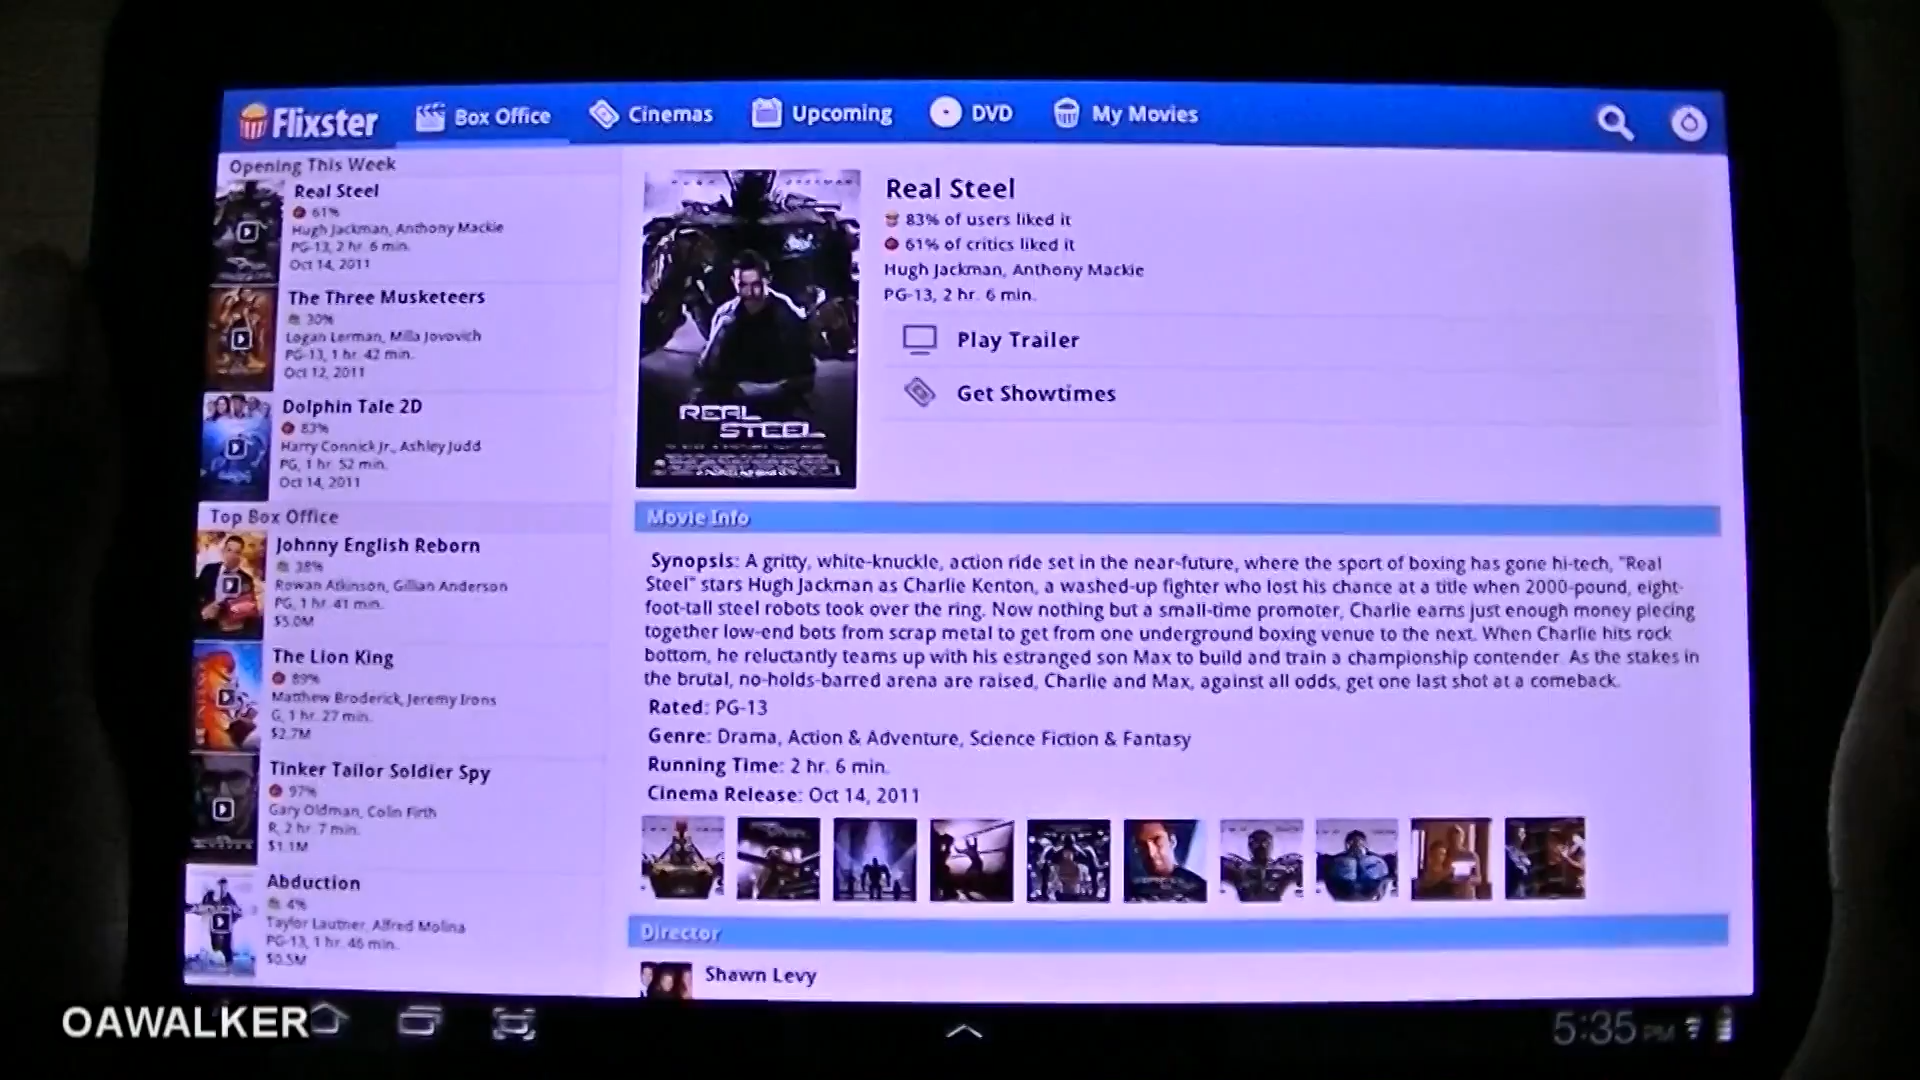 Flixster
Box Office
Cinemas
Upcoming
DVD
My Movies
Opening This Week
Real Steel
61%
Hugh Jackman, Anthony Mackie
PG-13, 2 hr. 6 min.
Oct 14, 2011
The Three Musketeers
30%
Logan Lerman, Milla Jovovich
PG-13, 1 hr. 42 min.
Oct 12, 2011
Dolphin Tale 2D
83%
Harry Connick Jr., Ashley Judd
PG, 1 hr. 52 min.
Oct 14, 2011
Top Box Office
Johnny English Reborn
38%
Rowan Atkinson, Gillian Anderson
PG, 1 hr. 41 min.
$5.0M
The Lion King
89%
Matthew Broderick, Jeremy Irons
G, 1 hr. 27 min.
$2.7M
Tinker Tailor Soldier Spy
97%
Gary Oldman, Colin Firth
R, 2 hr. 7 min.
$1.1M
Abduction
4%
Taylor Lautner, Alfred Molina
PG-13, 1 hr. 46 min.
$0.5M
REAL
STEEL
Real Steel
83% of users liked it
61% of critics liked it
Hugh Jackman, Anthony Mackie
PG-13, 2 hr. 6 min.
Play Trailer
Get Showtimes
Movie Info
Synopsis: A gritty, white-knuckle, action ride set in the near-future, where the sport of boxing has gone hi-tech, "Real
Steel" stars Hugh Jackman as Charlie Kenton, a washed-up fighter who lost his chance at a title when 2000-pound, eight-
foot-tall steel robots took over the ring. Now nothing but a small-time promoter, Charlie earns just enough money piecing
together low-end bots from scrap metal to get from one underground boxing venue to the next. When Charlie hits rock
bottom, he reluctantly teams up with his estranged son Max to build and train a championship contender. As the stakes in
the brutal, no-holds-barred arena are raised, Charlie and Max, against all odds, get one last shot at a comeback.
Rated: PG-13
Genre: Drama, Action & Adventure, Science Fiction & Fantasy
Running Time: 2 hr. 6 min.
Cinema Release: Oct 14, 2011
Director
Shawn Levy
OAWALKER
5:35 PM